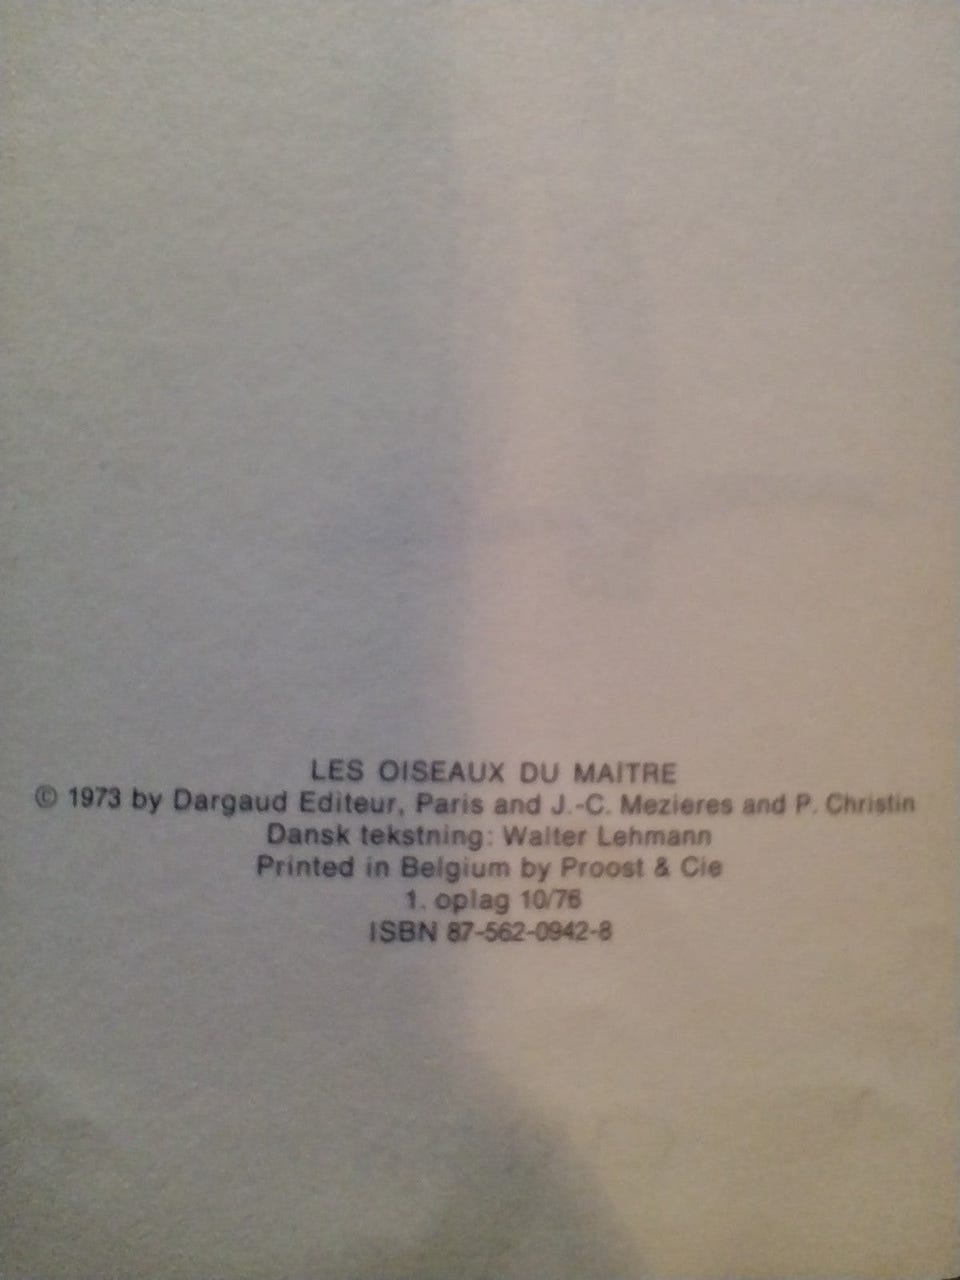 LES OISEAUX DU MAITRE
© 1973 by Dargaud Editeur, Paris and J.-C. Mezieres and P. Christin
Dansk tekstning: Walter Lehmann
Printed in Belgium by Proost & Cie
1. oplag 10/76
ISBN 87-562-0942-8